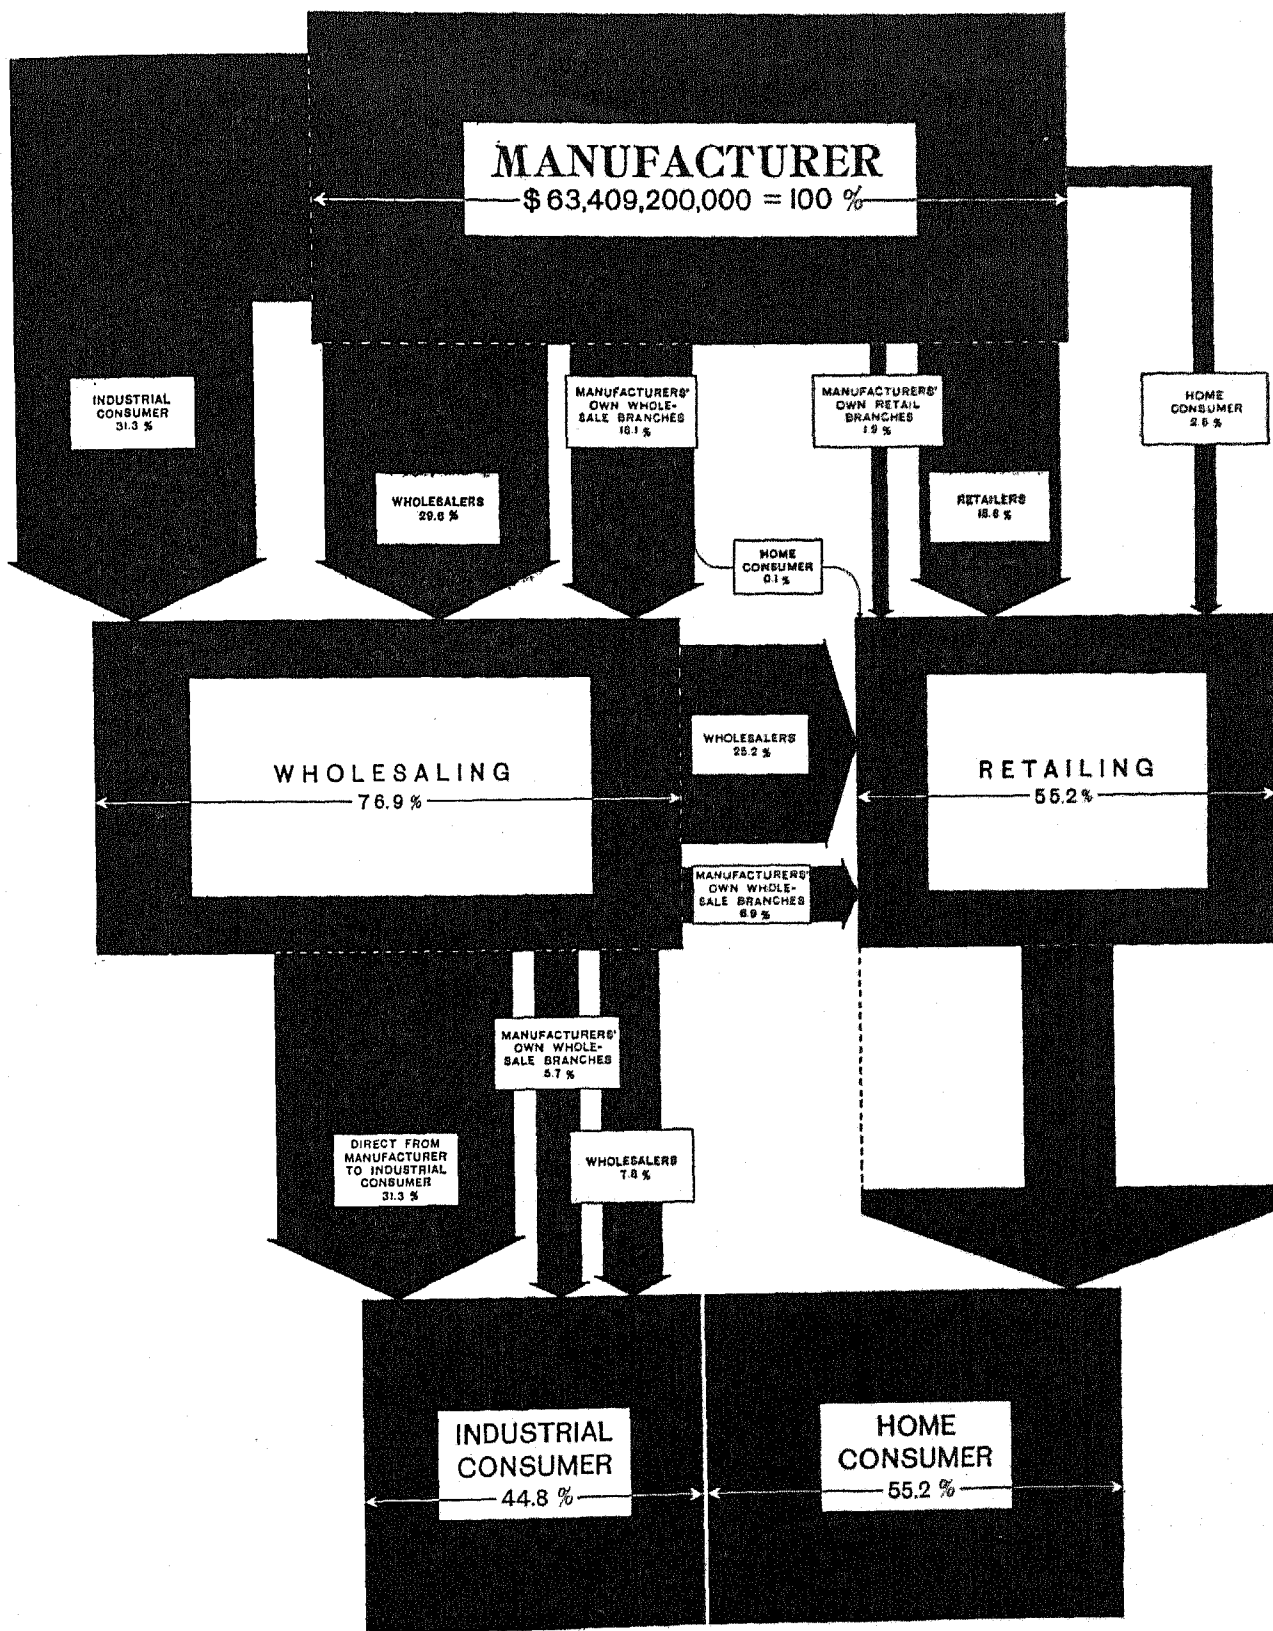 MANUFACTURER
$ 63,409,200,000 = 100 %
INDUSTRIAL
CONSUMER
31.3 %
MANUFACTURERS'
OWN WHOLE-
SALE BRANCHES
16.1 %
MANUFACTURERS'
OWN RETAIL
BRANCHES
1.9 %
HOME
CONSUMER
2.5 %
WHOLESALERS
29.6 %
RETAILERS
18.6 %
HOME
CONSUMER
0.1 %
WHOLESALING
76.9 %
WHOLESALERS
25.2 %
RETAILING
55.2 %
MANUFACTURERS'
OWN WHOLE-
SALE BRANCHES
6.9 %
MANUFACTURERS'
OWN WHOLE-
SALE BRANCHES
5.7 %
DIRECT FROM
MANUFACTURER
TO INDUSTRIAL
CONSUMER
31.3 %
WHOLESALERS
7.8 %
INDUSTRIAL
CONSUMER
44.8 %
HOME
CONSUMER
55.2 %